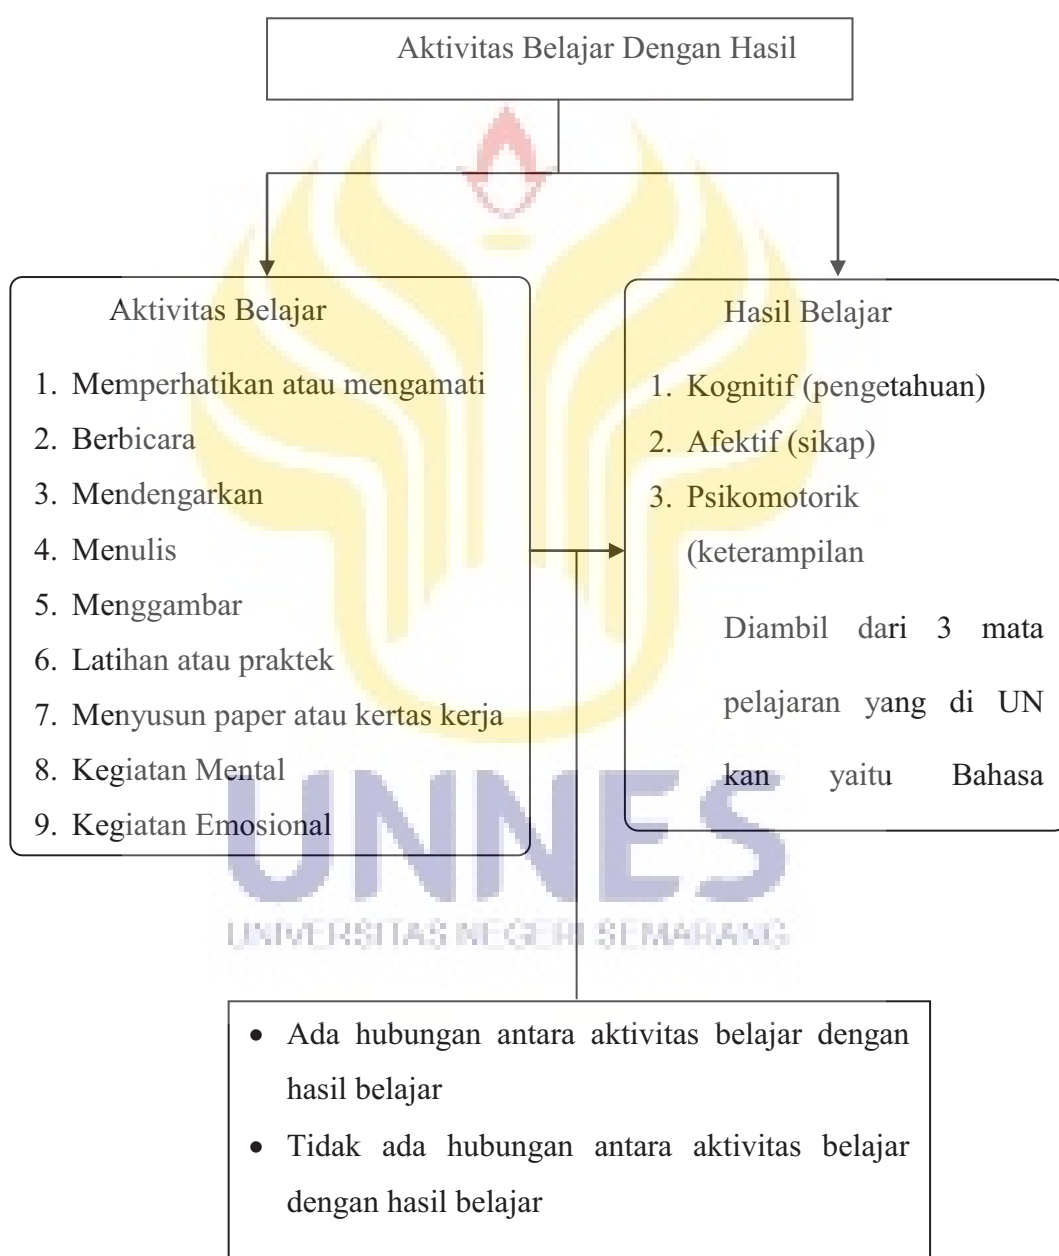 Aktivitas Belajar Dengan Hasil
Aktivitas Belajar
1. Memperhatikan atau mengamati
2. Berbicara
3. Mendengarkan
4. Menulis
5. Menggambar
6. Latihan atau praktek
7. Menyusun paper atau kertas kerja
8. Kegiatan Mental
9. Kegiatan Emosional
Hasil Belajar
1. Kognitif (pengetahuan)
2. Afektif (sikap)
3. Psikomotorik
(keterampilan
Diambil dari 3 mata
pelajaran yang di UN
kan yaitu Bahasa
UNNES
UNIVERSITAS NEGERI SEMARANG
• Ada hubungan antara aktivitas belajar dengan
hasil belajar
• Tidak ada hubungan antara aktivitas belajar
dengan hasil belajar